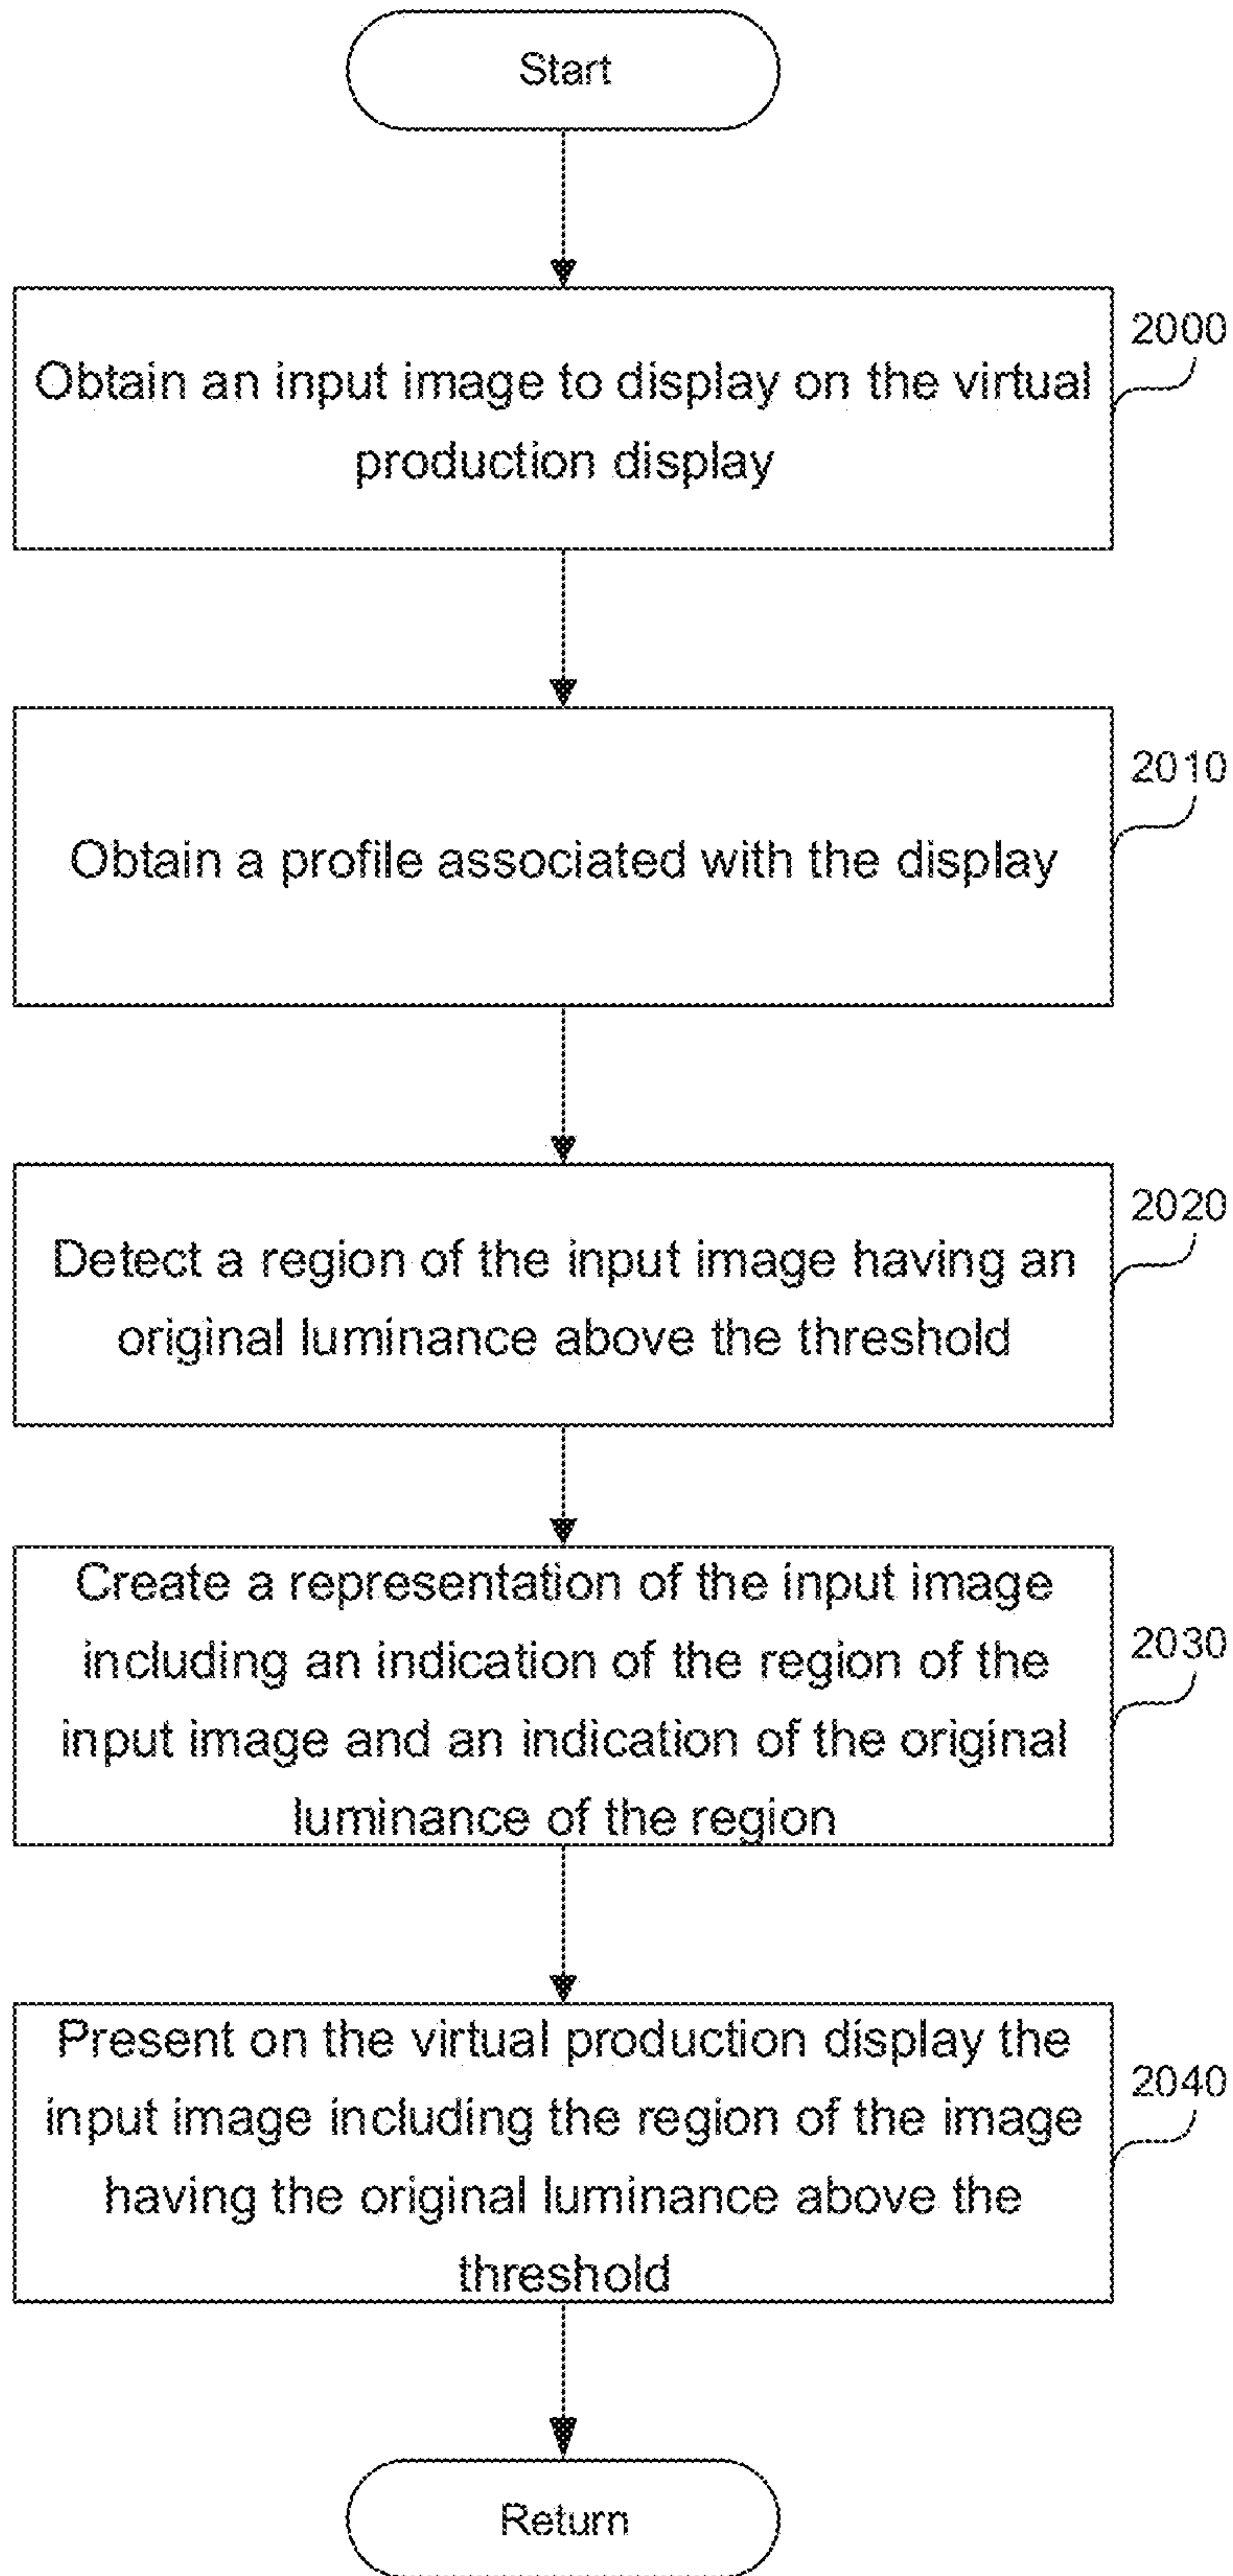 Start
2000
Obtain an input image to display on the virtual
production display
2010
Obtain a profile associated with the display
2020
Detect a region of the input image having an
original luminance above the threshold
Create a representation of the input image
including an indication of the region of the
2030
input image and an indication of the original
luminance of the region
Present on the virtual production display the
2040
input image including the region of the image
having the original luminance above the
threshold
Return